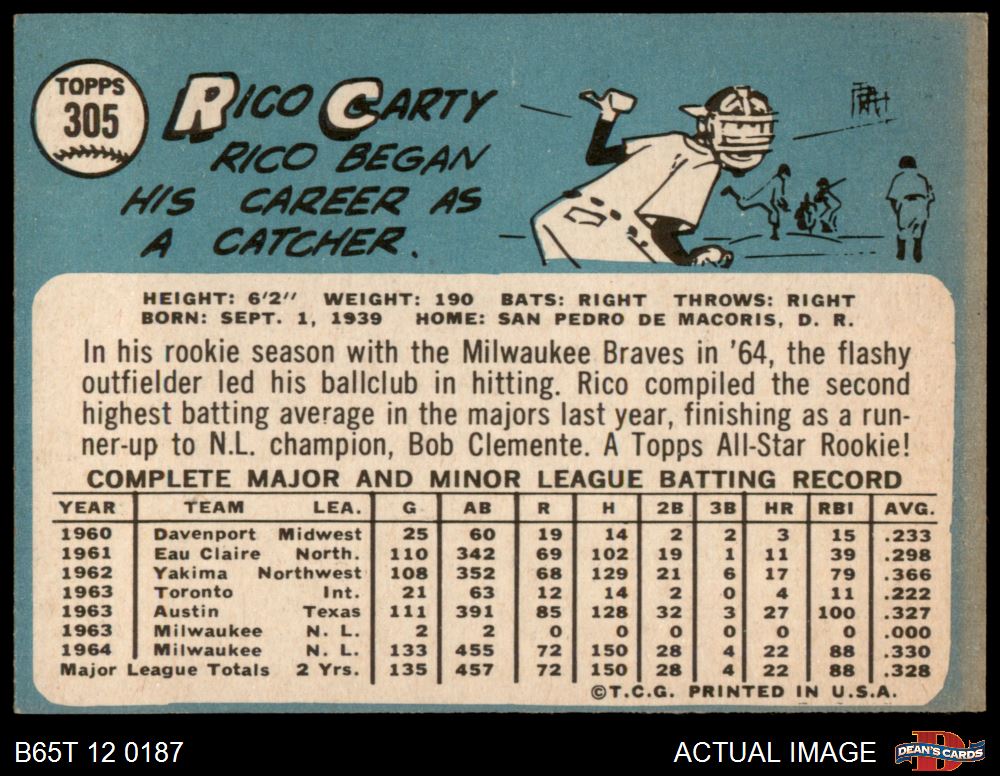 TOPPS
305
RICO CARTY
RICO BEGAN
HIS CAREER AS
A CATCHER.
HEIGHT: 6'2" WEIGHT: 190 BATS: RIGHT THROWS: RIGHT
BORN: SEPT. 1, 1939 HOME: SAN PEDRO DE MACORIS, D. R.
In his rookie season with the Milwaukee Braves in '64, the flashy
outfielder led his ballclub in hitting. Rico compiled the second
highest batting average in the majors last year, finishing as a run-
ner-up to N.L. champion, Bob Clemente. A Topps All-Star Rookie!
COMPLETE MAJOR AND MINOR LEAGUE BATTING RECORD
YEAR TEAM LEA. G AB R H 2B 3B HR RBI AVG.
1960 Davenport Midwest 25 60 19 14 2 2 3 15 .233
1961 Eau Claire North. 110 342 69 102 19 1 11 39 .298
1962 Yakima Northwest 108 352 68 129 21 6 17 79 .366
1963 Toronto Int. 21 63 12 14 2 0 4 11 .222
1963 Austin Texas 111 391 85 128 32 3 27 100 .327
1963 Milwaukee N. L. 2 2 0 0 0 0 0 0 .000
1964 Milwaukee N. L. 133 455 72 150 28 4 22 88 .330
Major League Totals 2 Yrs. 135 457 72 150 28 4 22 88 .328
©T.C.G. PRINTED IN U.S.A.
B65T 12 0187
ACTUAL IMAGE
D
DEAN'S CARDS